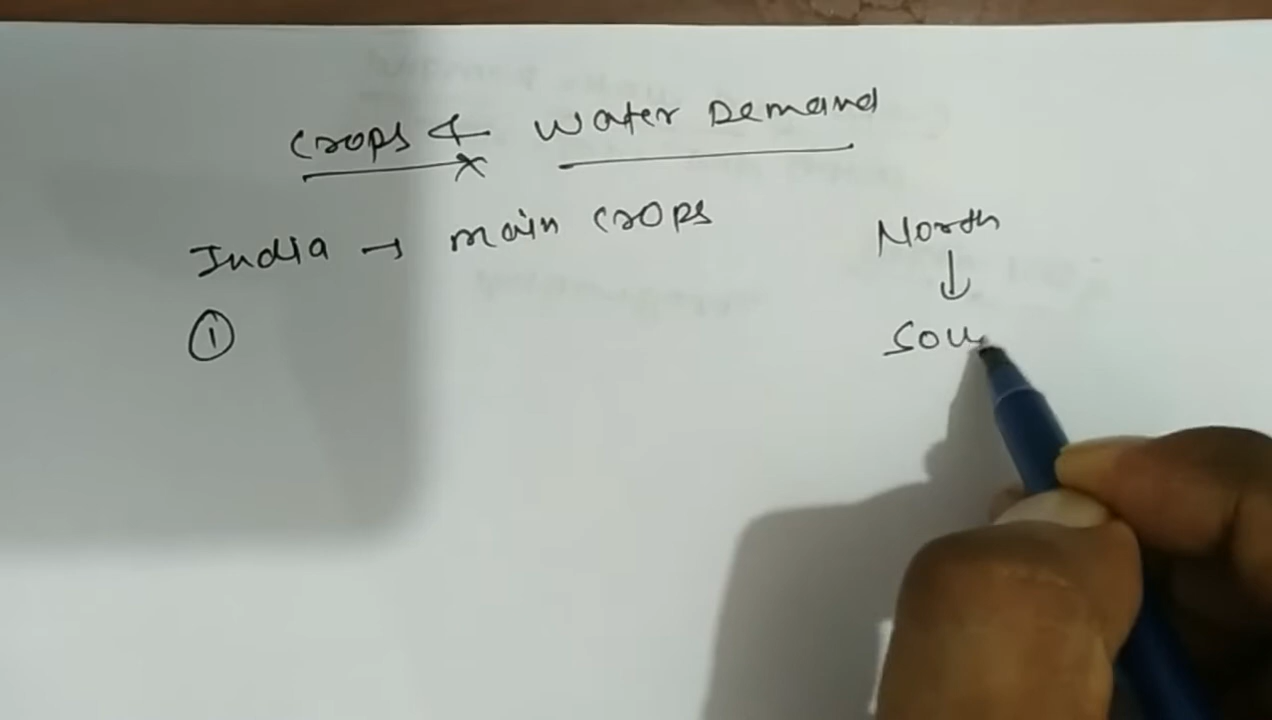 Crops & Water Demand
India → main crops
North
↓
①
Sou